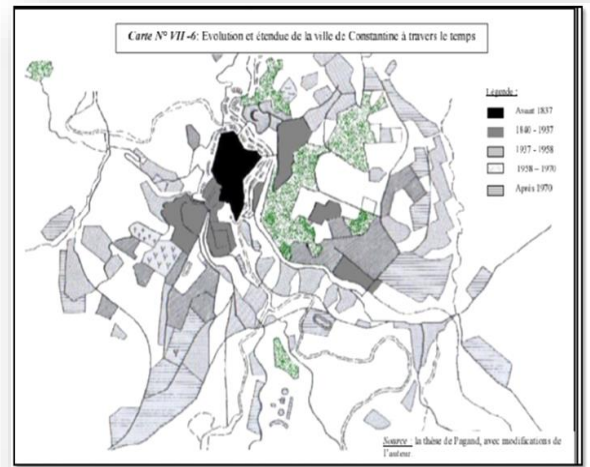 Carte N° VII -6: Evolution et étendue de la ville de Constantine à travers le temps
Légende :
Avant 1837
1840 - 1937
1937 - 1958
1958 – 1970
Après 1970
Source : la thèse de Pagand, avec modifications de
l'auteur